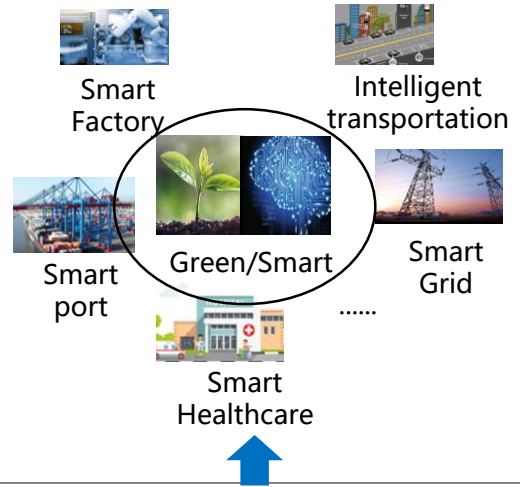 Smart
Factory
Intelligent
transportation
Green/Smart
Smart
port
Smart
Grid
......
Smart
Healthcare